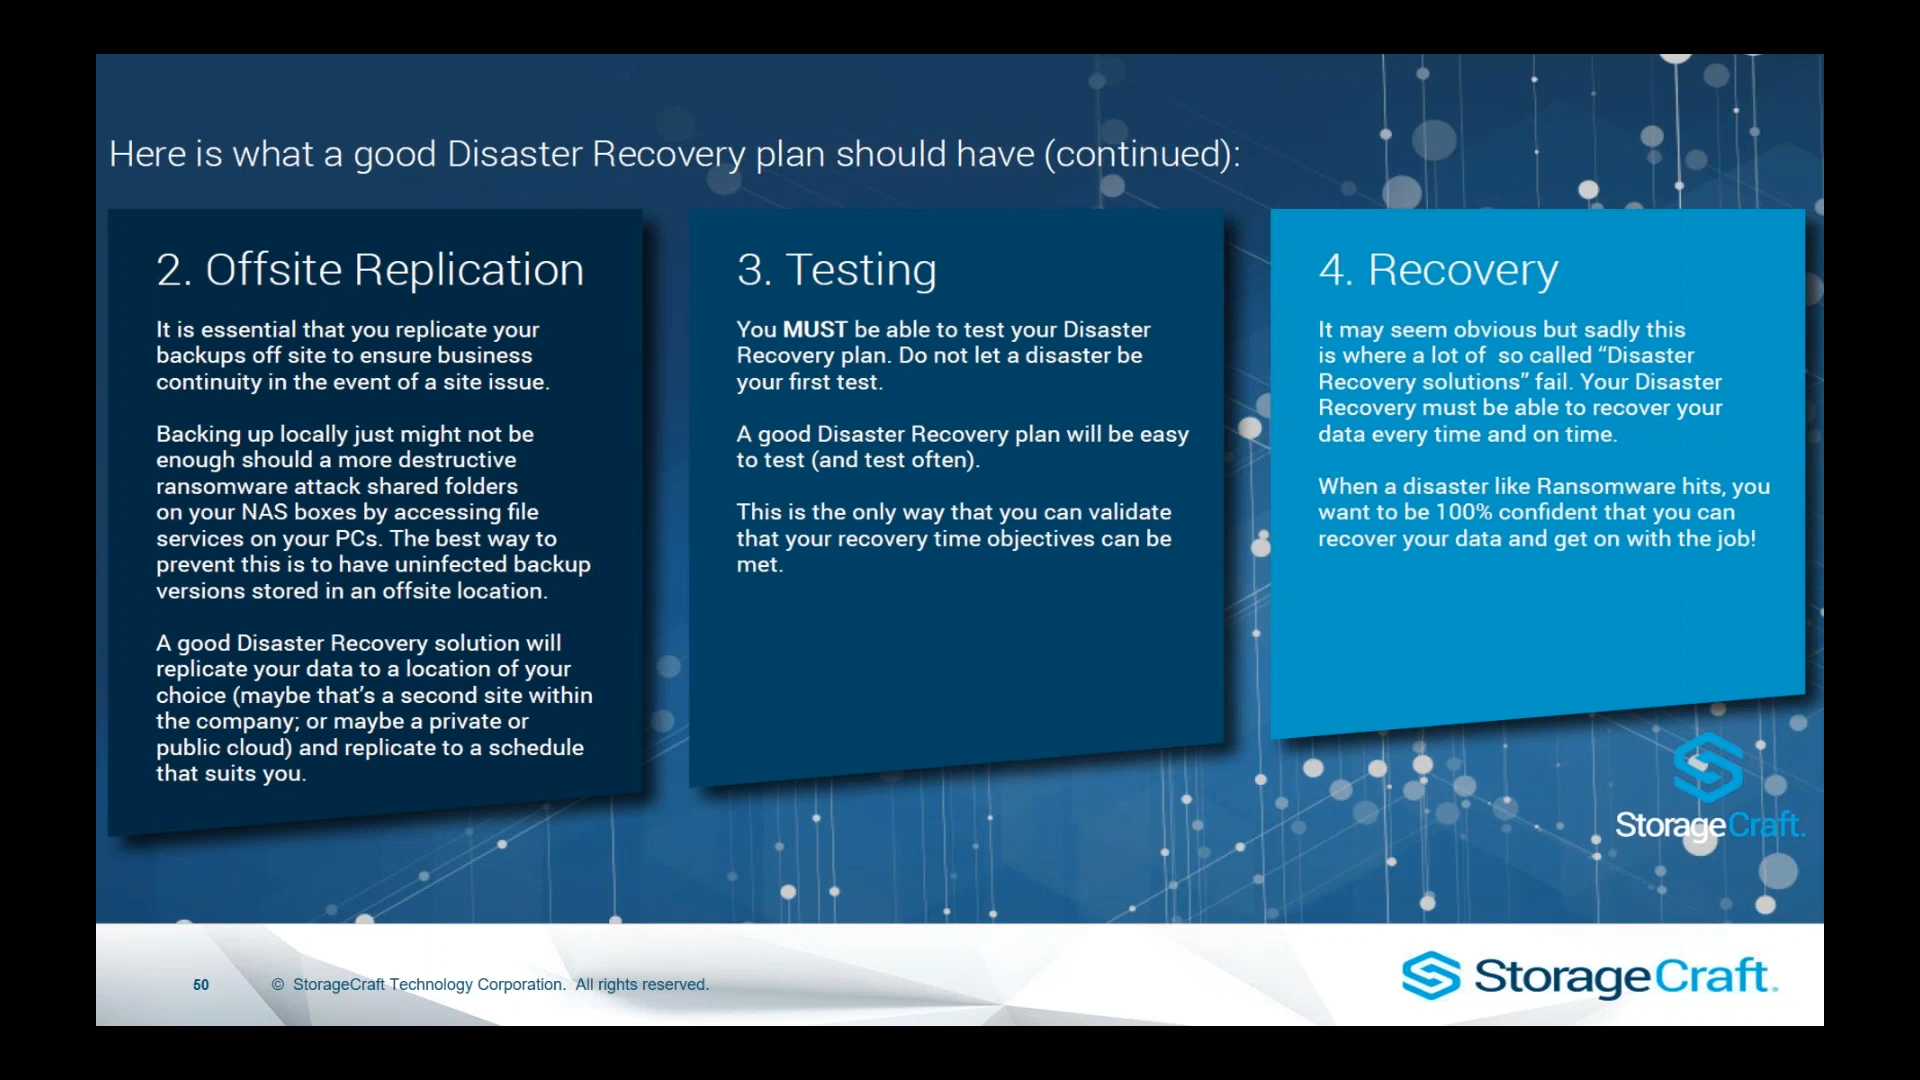 Here is what a good Disaster Recovery plan should have (continued):
2. Offsite Replication
It is essential that you replicate your
backups off site to ensure business
continuity in the event of a site issue.
Backing up locally just might not be
enough should a more destructive
ransomware attack shared folders
on your NAS boxes by accessing file
services on your PCs. The best way to
prevent this is to have uninfected backup
versions stored in an offsite location.
A good Disaster Recovery solution will
replicate your data to a location of your
choice (maybe that's a second site within
the company; or maybe a private or
public cloud) and replicate to a schedule
that suits you.
3. Testing
You MUST be able to test your Disaster
Recovery plan. Do not let a disaster be
your first test.
A good Disaster Recovery plan will be easy
to test (and test often).
This is the only way that you can validate
that your recovery time objectives can be
met.
4. Recovery
It may seem obvious but sadly this
is where a lot of  so called “Disaster
Recovery solutions” fail. Your Disaster
Recovery must be able to recover your
data every time and on time.
When a disaster like Ransomware hits, you
want to be 100% confident that you can
recover your data and get on with the job!
StorageCraft.
50
© StorageCraft Technology Corporation. All rights reserved.
StorageCraft.